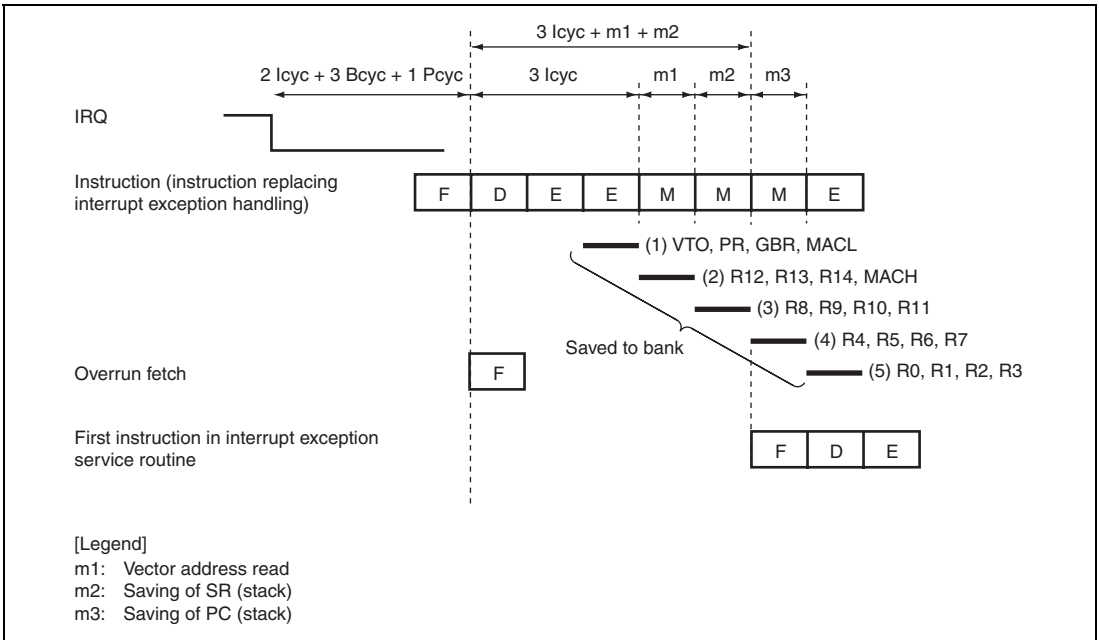 3 Icyc + m1 + m2
2 Icyc + 3 Bcyc + 1 Pcyc 3 Icyc m1 m2 m3
IRQ
Instruction (instruction replacing
interrupt exception handling)
F D E E M M M E
(1) VTO, PR, GBR, MACL
(2) R12, R13, R14, MACH
(3) R8, R9, R10, R11
(4) R4, R5, R6, R7
Saved to bank
(5) R0, R1, R2, R3
Overrun fetch
F
First instruction in interrupt exception
service routine
F D E
[Legend]
m1: Vector address read
m2: Saving of SR (stack)
m3: Saving of PC (stack)